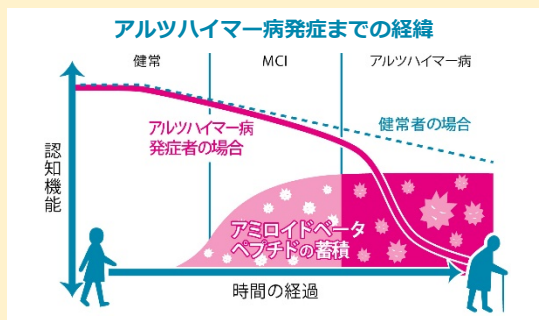 アルツハイマー病発症までの経緯
健常
MCI
アルツハイマー病
アルツハイマー病
発症者の場合
健常者の場合
認知機能
アミロイドベータ
ペプチドの蓄積
時間の経過